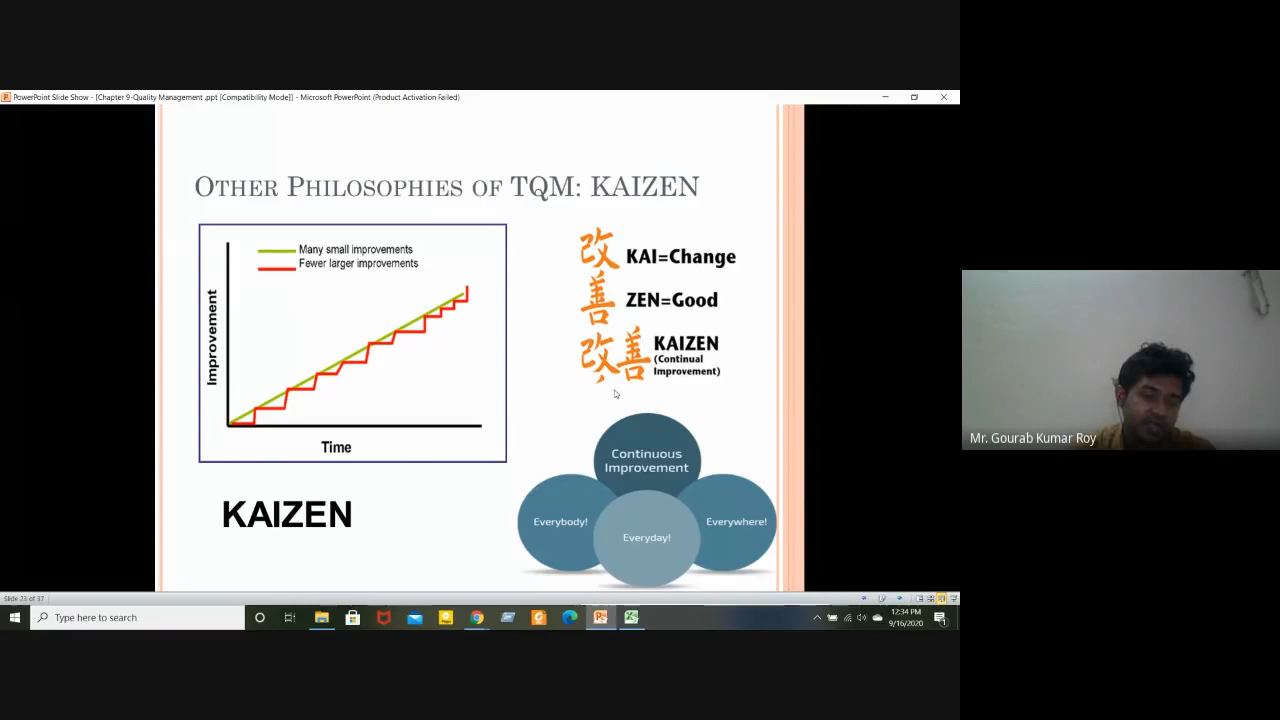 PowerPoint Slide Show - [Chapter 9-Quality Management .ppt [Compatibility Mode]] - Microsoft PowerPoint (Product Activation Failed)
OTHER PHILOSOPHIES OF TQM: KAIZEN
Many small improvements
Fewer larger improvements
Improvement
Time
KAIZEN
改 KAI=Change
善 ZEN=Good
改善 KAIZEN
(Continual
Improvement)
Continuous
Improvement
Everybody!
Everyday!
Everywhere!
Mr. Gourab Kumar Roy
Slide 23 of 37
Type here to search
12:34 PM
9/16/2020
1